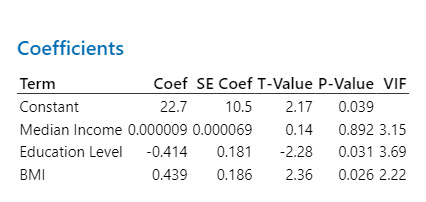 Coefficients
Term Coef SE Coef T-Value P-Value VIF
Constant 22.7 10.5 2.17 0.039
Median Income 0.000009 0.000069 0.14 0.892 3.15
Education Level -0.414 0.181 -2.28 0.031 3.69
BMI 0.439 0.186 2.36 0.026 2.22